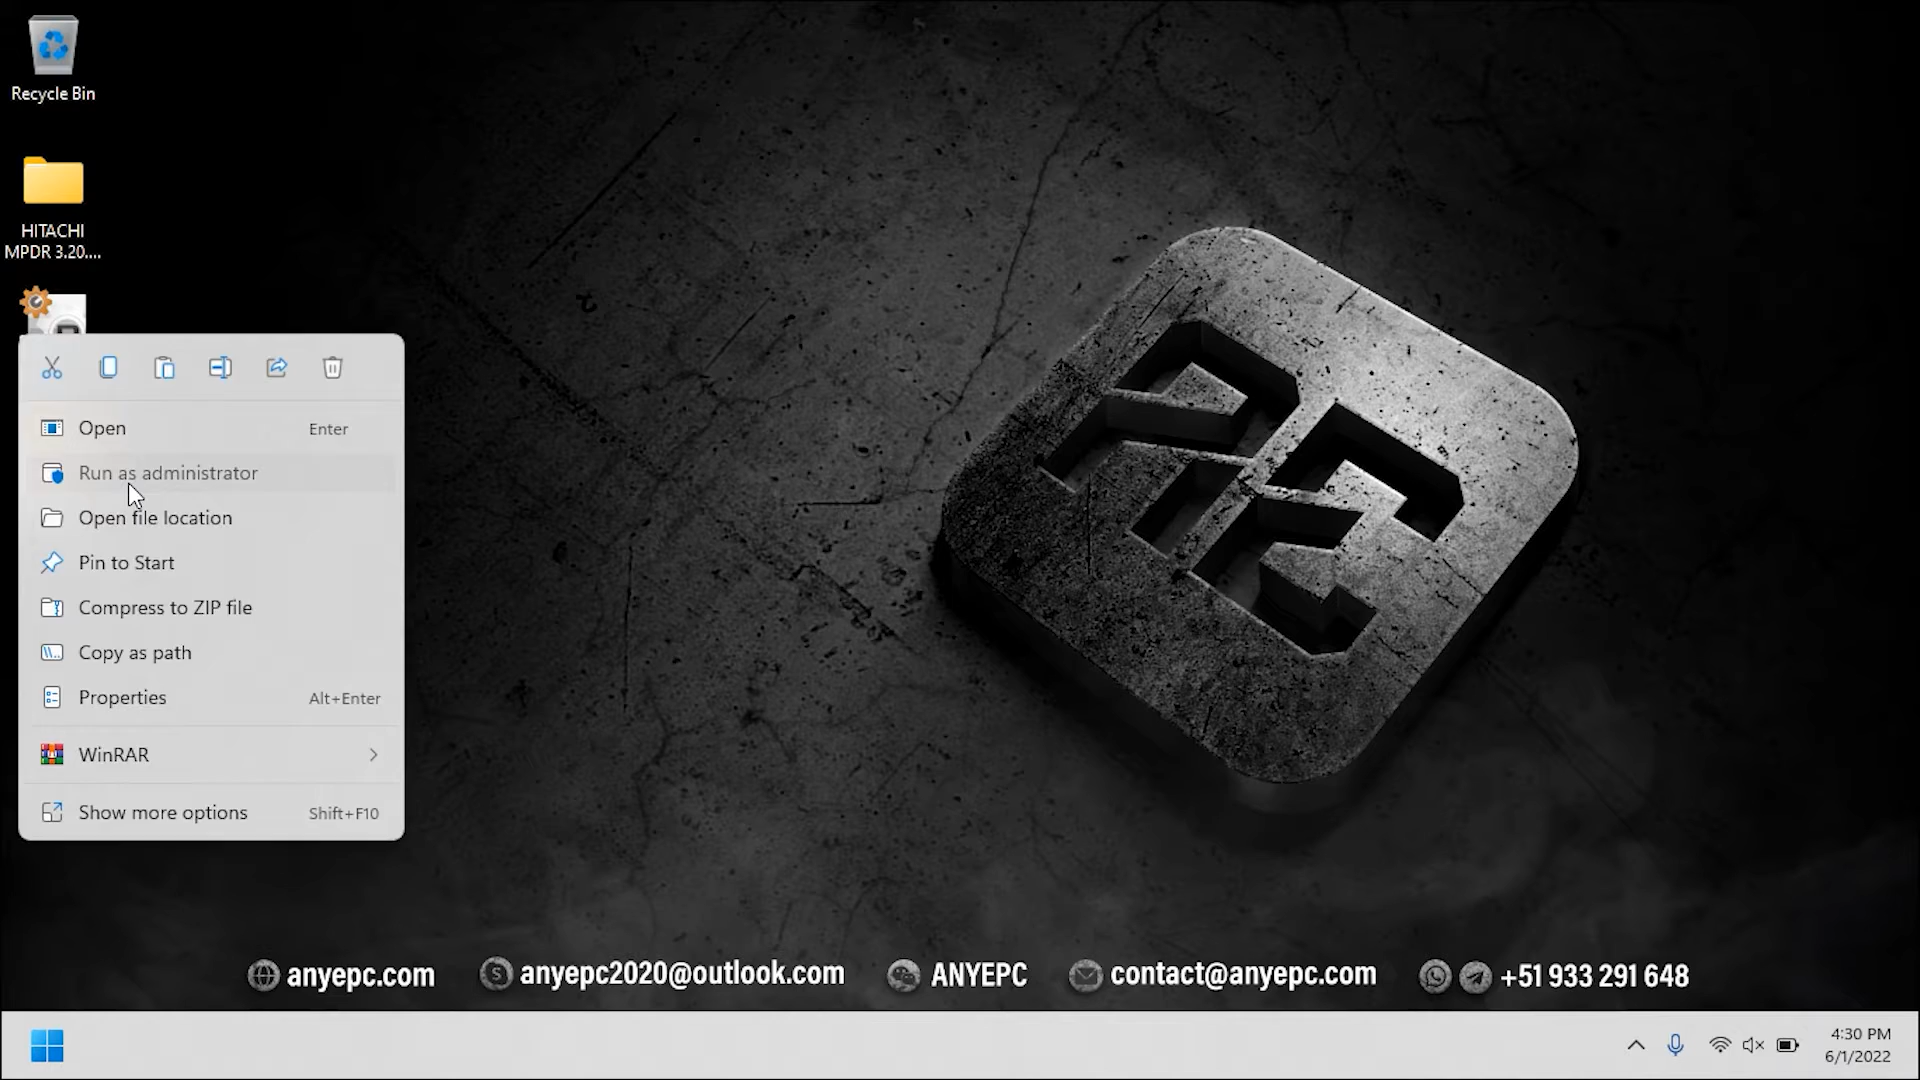 Recycle Bin
HITACHI
MPDR 3.20....
Open Enter
Run as administrator
Open file location
Pin to Start
Compress to ZIP file
Copy as path
Properties Alt+Enter
WinRAR
Show more options Shift+F10
anyepc.com anyepc2020@outlook.com ANYEPC contact@anyepc.com +51 933 291 648
4:30 PM
6/1/2022